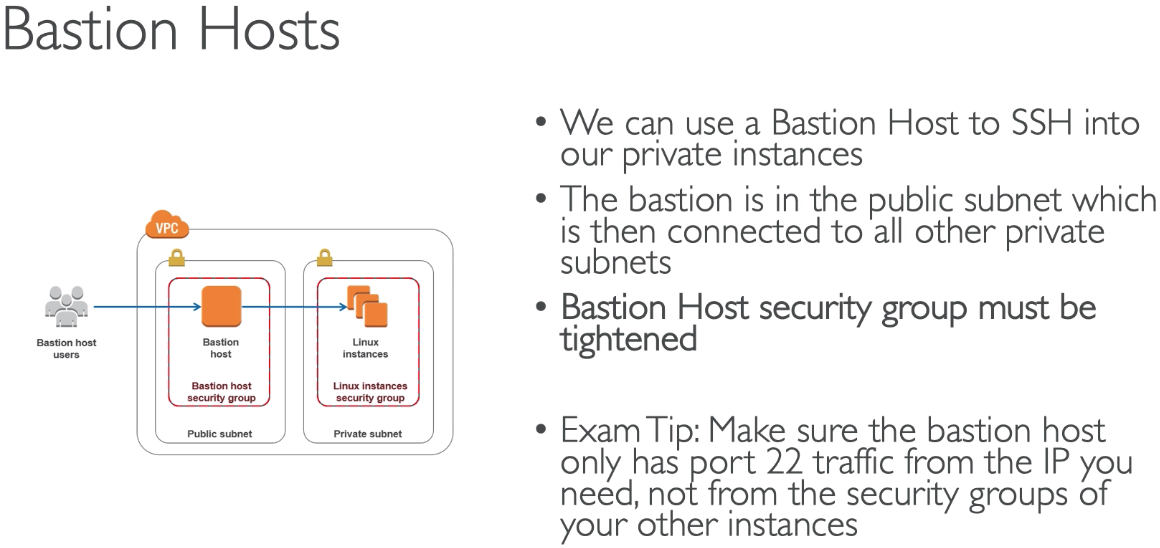 Bastion Hosts
• We can use a Bastion Host to SSH into
our private instances
• The bastion is in the public subnet which
is then connected to all other private
subnets
• Bastion Host security group must be
tightened
• Exam Tip: Make sure the bastion host
only has port 22 traffic from the IP you
need, not from the security groups of
your other instances
VPC
Bastion host
users
Bastion
host
Bastion host
security group
Public subnet
Linux
instances
Linux instances
security group
Private subnet